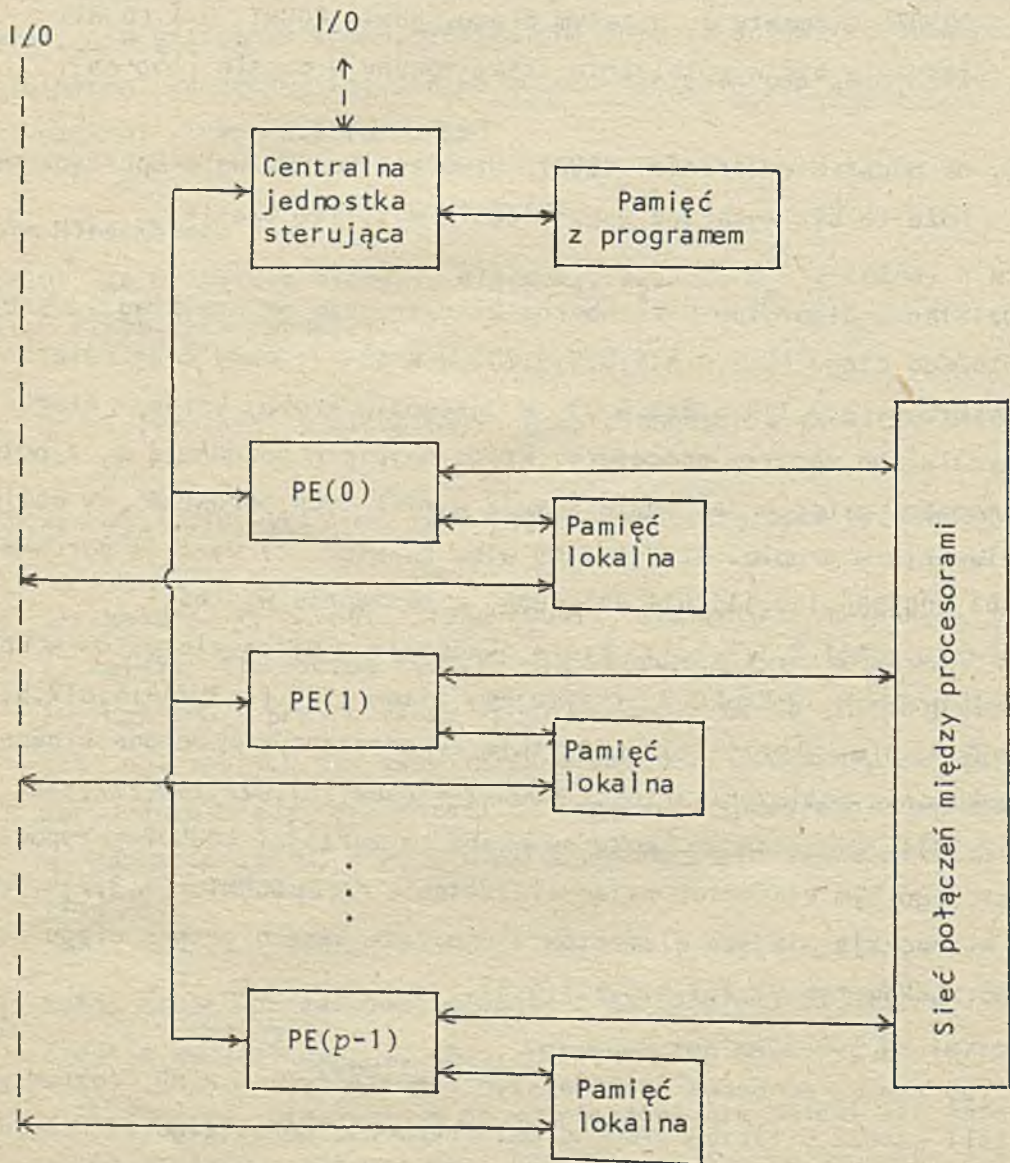 I/O
I/O
Centralna
jednostka
sterująca
Pamięć
z programem
PE(0)
Pamięć
lokalna
PE(1)
Pamięć
lokalna
PE(p-1)
Pamięć
lokalna
Sieć połączeń między procesorami